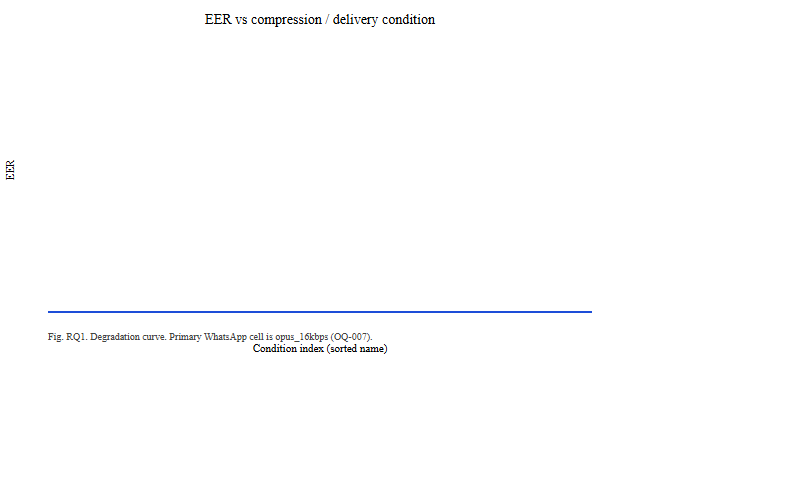 EER vs compression / delivery condition
EER
Fig. RQ1. Degradation curve. Primary WhatsApp cell is opus_16kbps (OQ-007).
Condition index (sorted name)